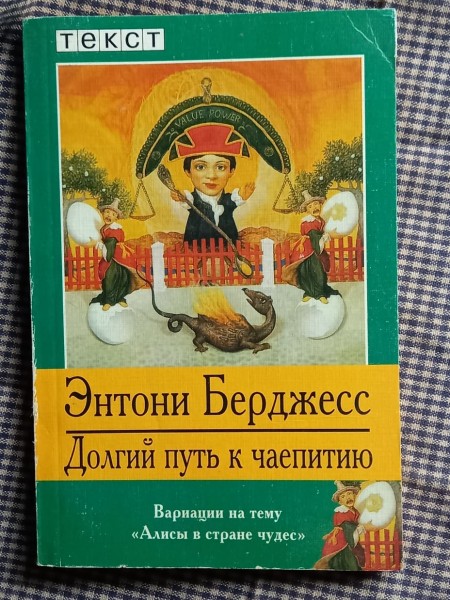 текст
VALUE POWER
Энтони Берджесс
Долгий путь к чаепитию
Вариации на тему
«Алисы в стране чудес»